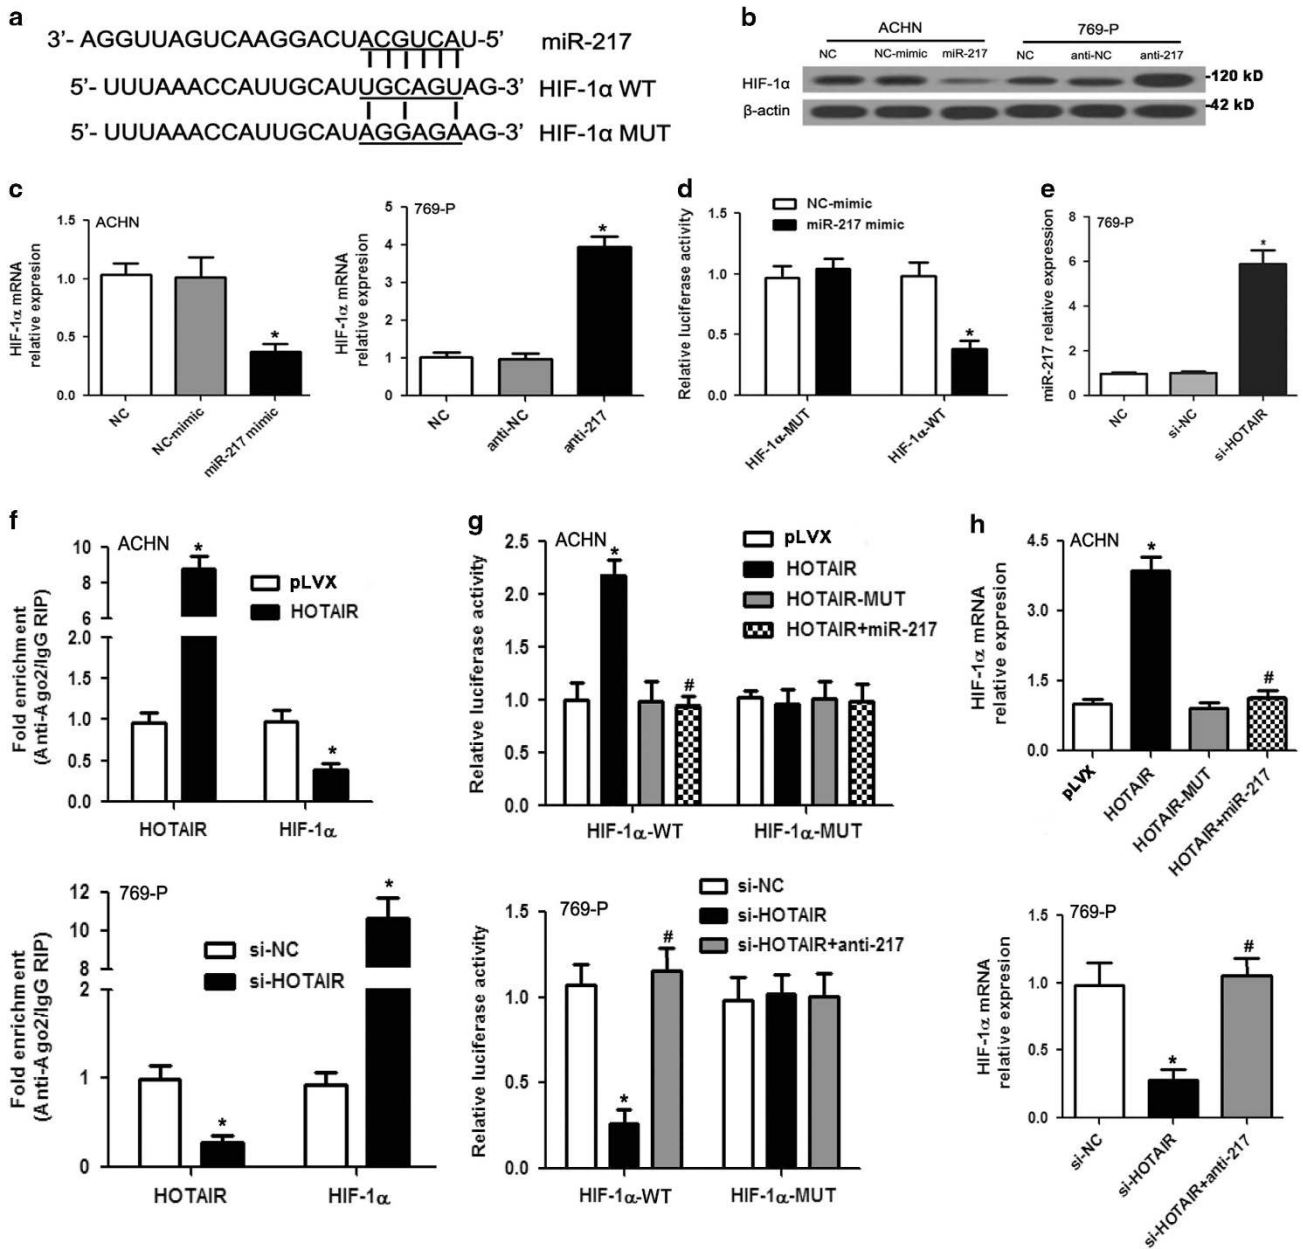 a
3'- AGGUUAGUCAAGGACUACGUCAU-5' miR-217
5'- UUUAAACCAUUGCAUUGCAGUAG-3' HIF-1α WT
5'- UUUAAACCAUUGCAUAGGAGAAG-3' HIF-1α MUT
b
ACHN 769-P
NC NC-mimic miR-217 NC anti-NC anti-217
HIF-1α -120 kD
β-actin -42 kD
c
ACHN
HIF-1α mRNA
relative expresion
1.5
1.0
0.5
0.0
NC NC-mimic miR-217 mimic
*
769-P
HIF-1α mRNA
relative expresion
5
4
3
2
1
0
NC anti-NC anti-217
*
d
NC-mimic
miR-217 mimic
Relative luciferase activity
1.5
1.0
0.5
0.0
*
HIF-1α-MUT HIF-1α-WT
e
769-P
miR-217 relative expression
8
6
4
2
0
*
NC si-NC si-HOTAIR
f
ACHN
Fold enrichment
(Anti-Ago2/IgG RIP)
10
8
6
2.0
1.5
1.0
0.5
0.0
* *
pLVX
HOTAIR
HOTAIR HIF-1α
769-P
Fold enrichment
(Anti-Ago2/IgG RIP)
12
10
8
2
1
0
* *
si-NC
si-HOTAIR
HOTAIR HIF-1α
g
ACHN
Relative luciferase activity
2.5
2.0
1.5
1.0
0.5
0.0
* #
pLVX
HOTAIR
HOTAIR-MUT
HOTAIR+miR-217
HIF-1α-WT HIF-1α-MUT
769-P
Relative luciferase activity
1.5
1.0
0.5
0.0
* #
si-NC
si-HOTAIR
si-HOTAIR+anti-217
HIF-1α-WT HIF-1α-MUT
h
ACHN
HIF-1α mRNA
relative expresion
4.5
3.0
1.5
0.0
* #
pLVX HOTAIR HOTAIR-MUT HOTAIR+miR-217
769-P
HIF-1α mRNA
relative expresion
1.5
1.0
0.5
0.0
* #
si-NC si-HOTAIR si-HOTAIR+anti-217